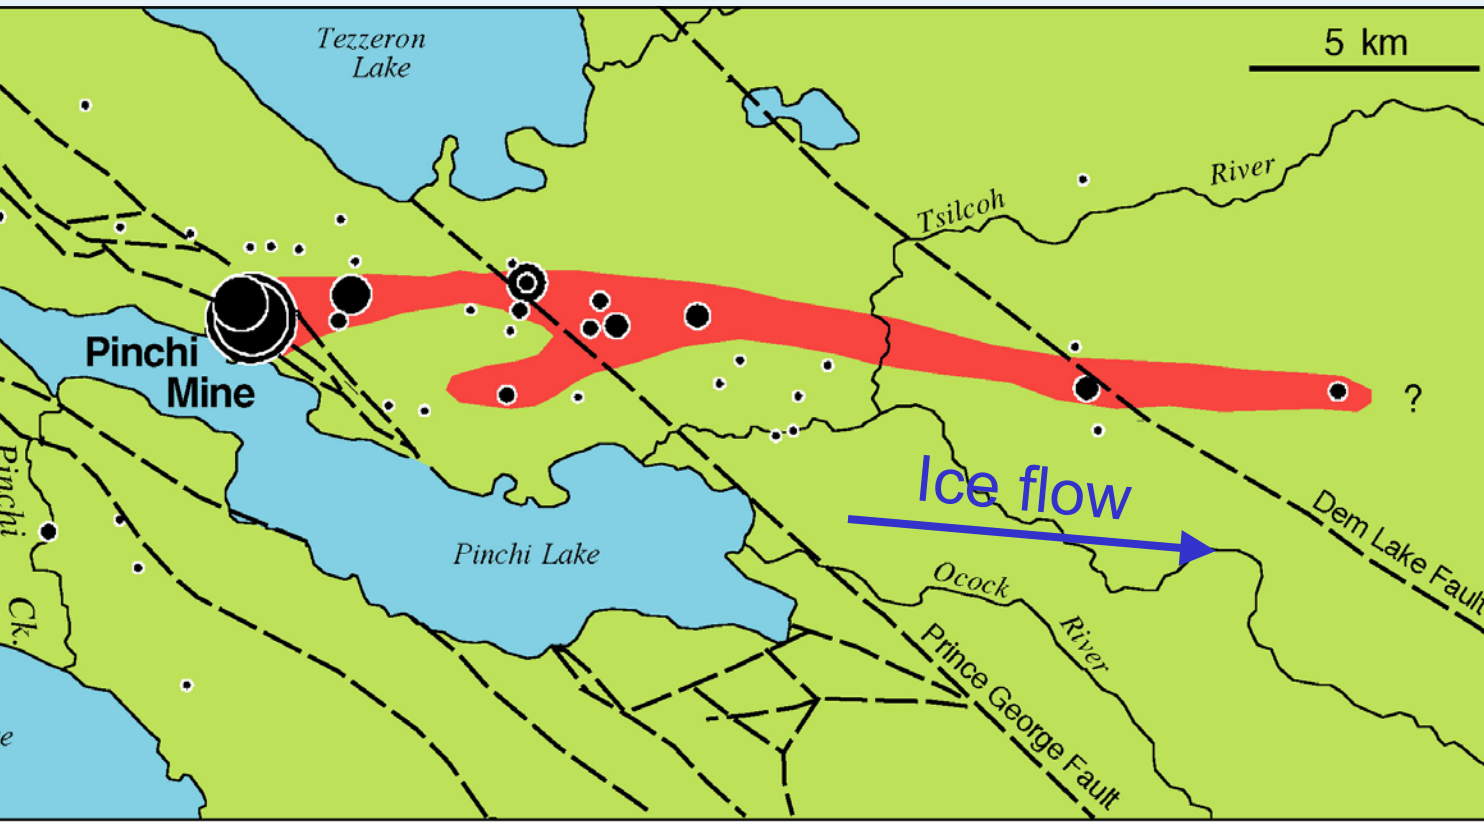 Tezzeron
Lake
5 km
Tsilcoh
River
Pinchi
Mine
?
Ice flow
Pinchi
Ck.
Pinchi Lake
Dem Lake Fault
Ocock
River
Prince George Fault
e